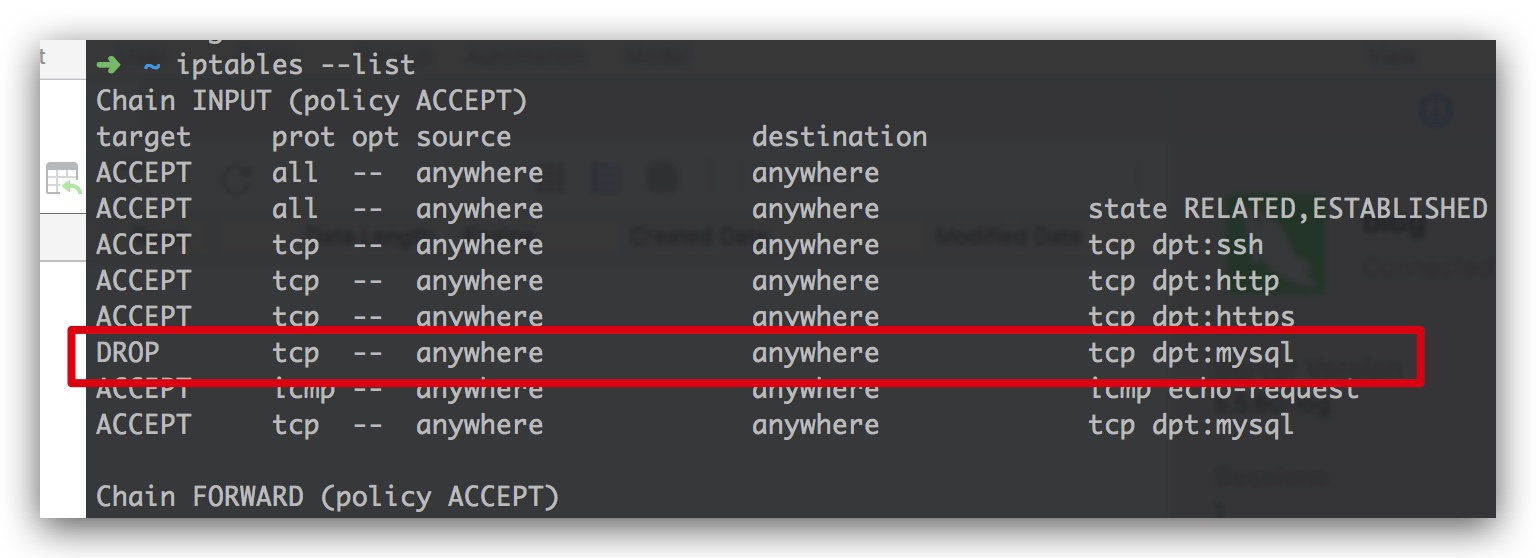 ➜ ~ iptables --list
Chain INPUT (policy ACCEPT)
target prot opt source destination
ACCEPT all -- anywhere anywhere
ACCEPT all -- anywhere anywhere state RELATED,ESTABLISHED
ACCEPT tcp -- anywhere anywhere tcp dpt:ssh
ACCEPT tcp -- anywhere anywhere tcp dpt:http
ACCEPT tcp -- anywhere anywhere tcp dpt:https
DROP tcp -- anywhere anywhere tcp dpt:mysql
ACCEPT icmp -- anywhere anywhere icmp echo-request
ACCEPT tcp -- anywhere anywhere tcp dpt:mysql
Chain FORWARD (policy ACCEPT)